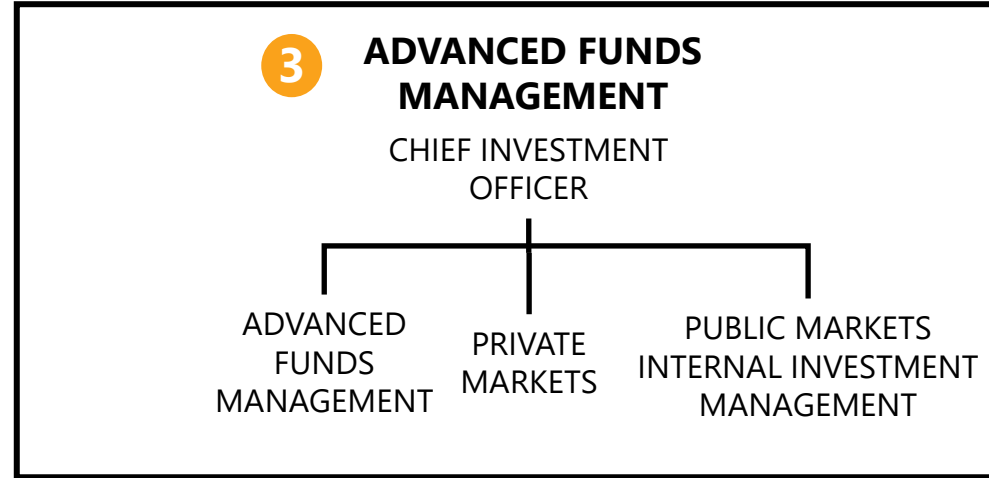 3
ADVANCED FUNDS
MANAGEMENT
CHIEF INVESTMENT
OFFICER
ADVANCED
FUNDS
MANAGEMENT
PRIVATE
MARKETS
PUBLIC MARKETS
INTERNAL INVESTMENT
MANAGEMENT